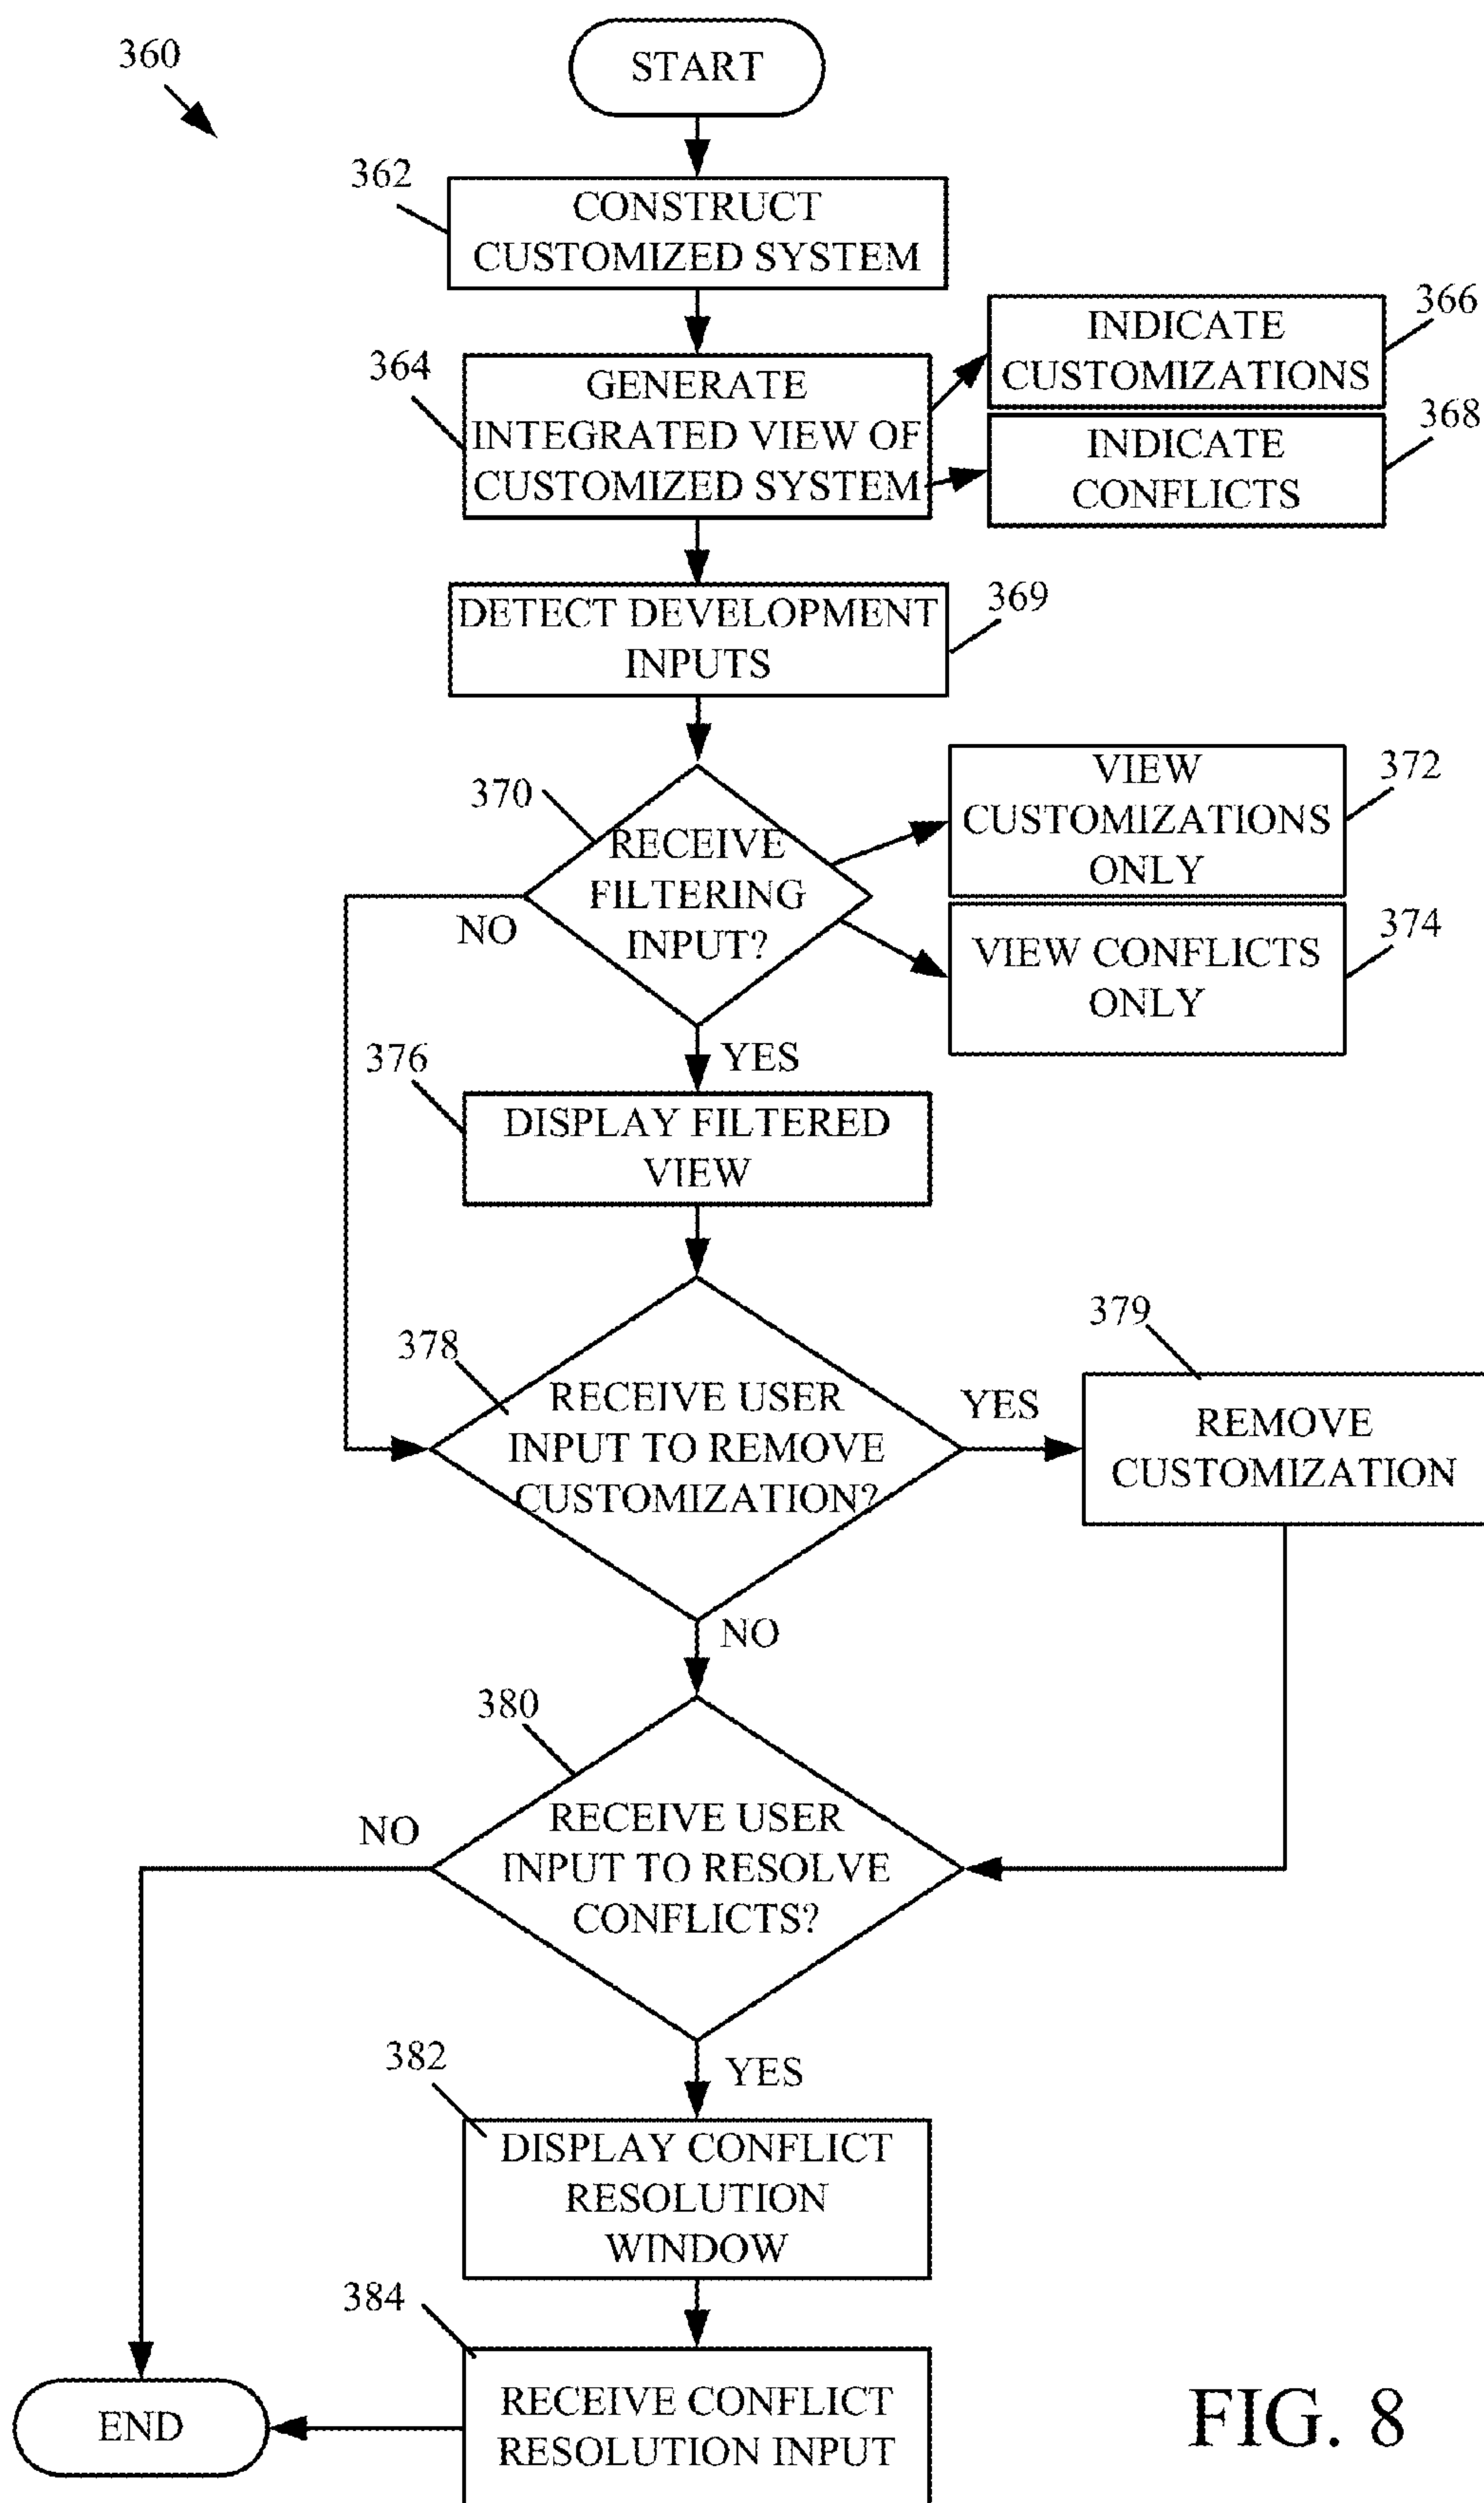 360
START
362
CONSTRUCT
CUSTOMIZED SYSTEM
364
GENERATE
INTEGRATED VIEW OF
CUSTOMIZED SYSTEM
INDICATE
CUSTOMIZATIONS
366
INDICATE
CONFLICTS
368
DETECT DEVELOPMENT
INPUTS
369
370
RECEIVE
FILTERING
INPUT?
NO
VIEW
CUSTOMIZATIONS
ONLY
372
VIEW CONFLICTS
ONLY
374
YES
376
DISPLAY FILTERED
VIEW
378
RECEIVE USER
INPUT TO REMOVE
CUSTOMIZATION?
YES
379
REMOVE
CUSTOMIZATION
NO
380
RECEIVE USER
INPUT TO RESOLVE
CONFLICTS?
NO
YES
382
DISPLAY CONFLICT
RESOLUTION
WINDOW
384
RECEIVE CONFLICT
RESOLUTION INPUT
END
FIG. 8